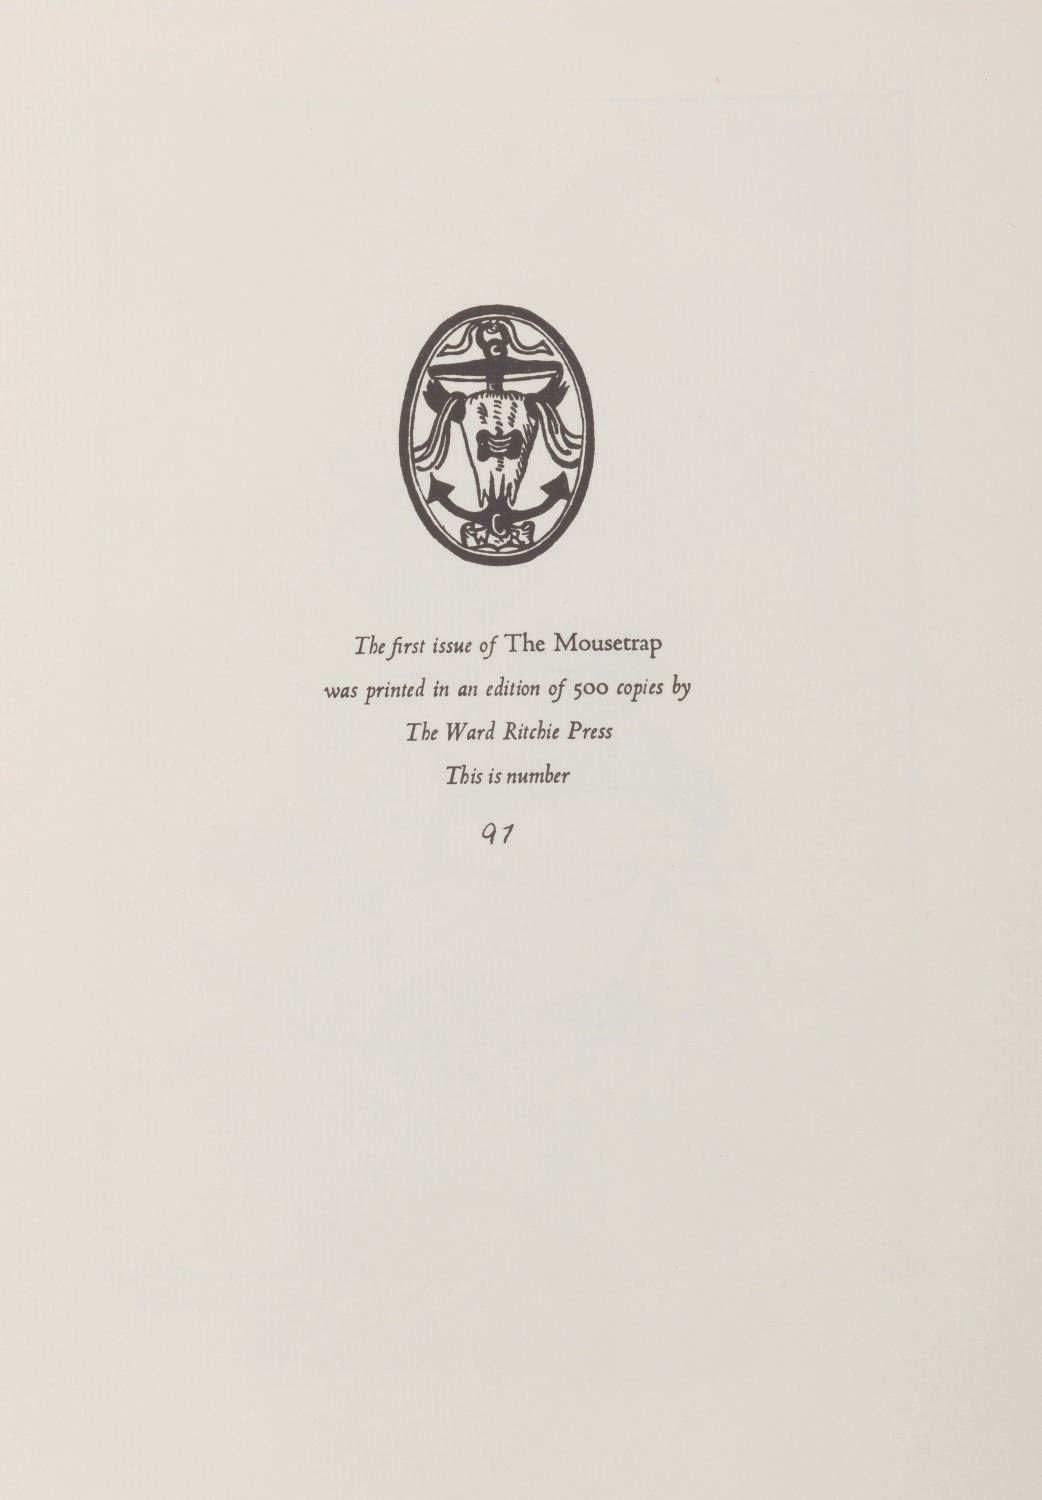 W R
The first issue of The Mousetrap
was printed in an edition of 500 copies by
The Ward Ritchie Press
This is number
97